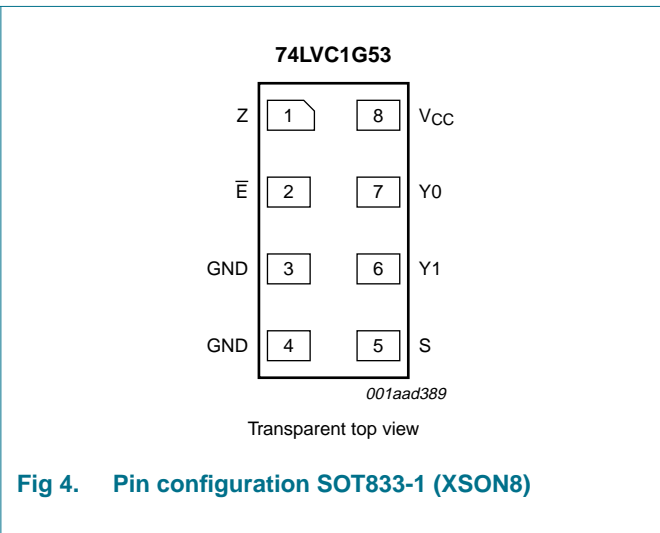 74LVC1G53
Z 1 8 VCC
E̅ 2 7 Y0
GND 3 6 Y1
GND 4 5 S
001aad389
Transparent top view
Fig 4. Pin configuration SOT833-1 (XSON8)